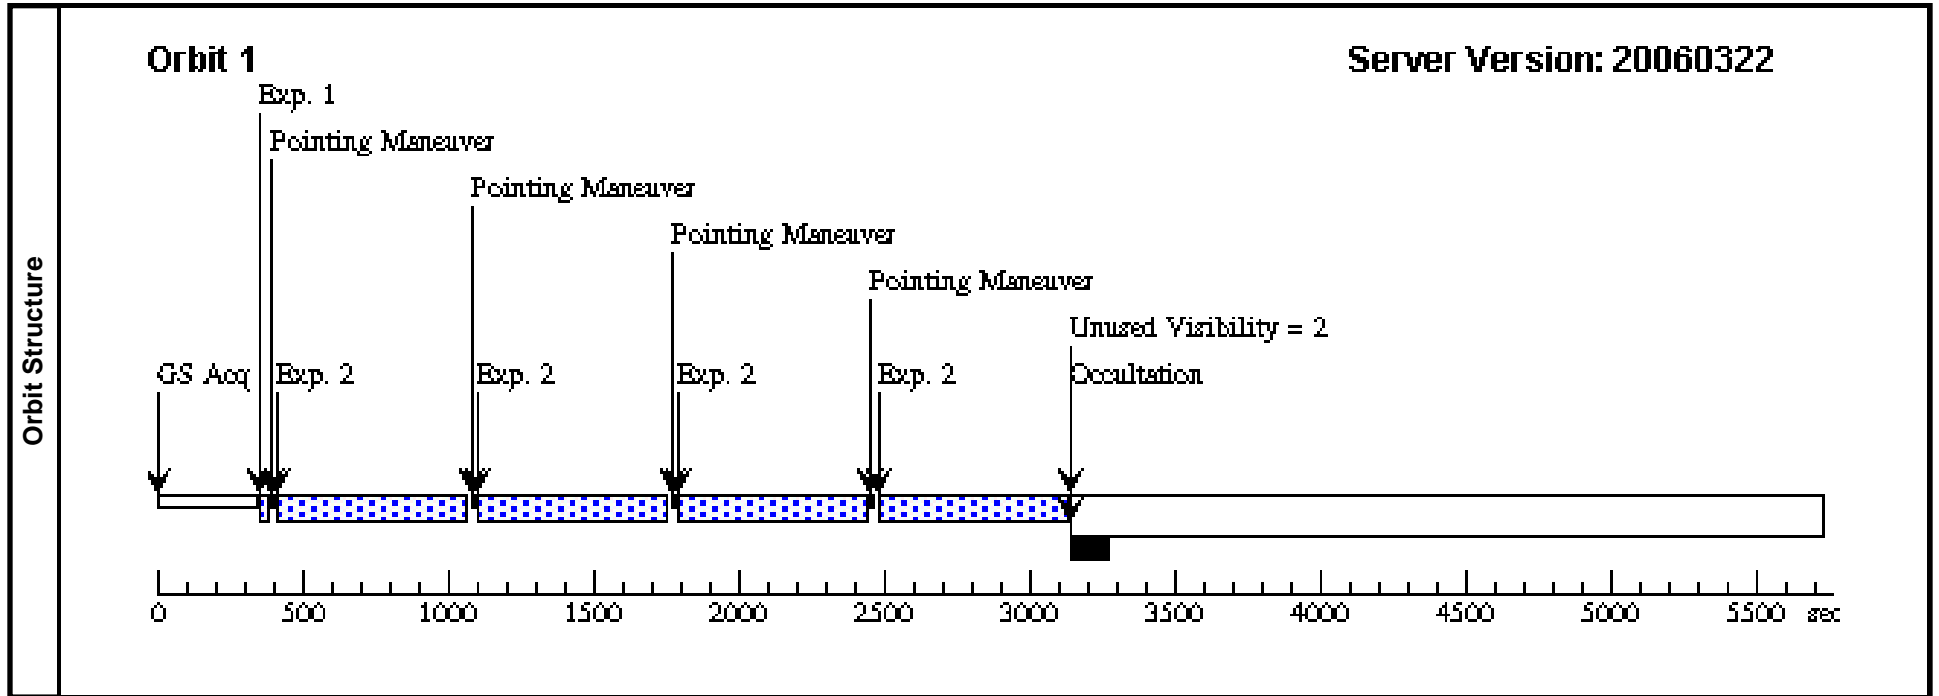 Orbit Structure
Orbit 1
Server Version: 20060322
Exp. 1
Pointing Maneuver
Pointing Maneuver
Pointing Maneuver
Pointing Maneuver
Unused Visibility = 2
GS Acq
Exp. 2
Exp. 2
Exp. 2
Exp. 2
Occultation
0 500 1000 1500 2000 2500 3000 3500 4000 4500 5000 5500 sec